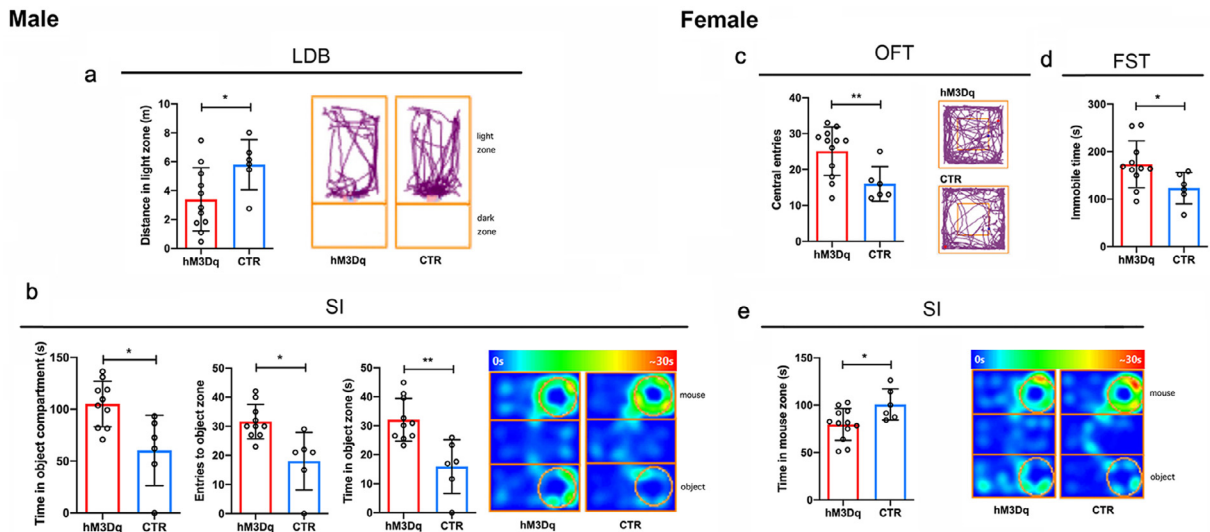 Male
Female
a
LDB
Distance in light zone (m)
10
8
6
4
2
0
*
hM3Dq
CTR
light
zone
dark
zone
hM3Dq
CTR
c
OFT
Central entries
40
30
20
10
0
**
hM3Dq
CTR
hM3Dq
CTR
d
FST
Immobile time (s)
300
200
100
0
*
hM3Dq
CTR
b
SI
Time in object compartment (s)
150
100
50
0
*
hM3Dq
CTR
Entries to object zone
50
40
30
20
10
0
*
hM3Dq
CTR
Time in object zone (s)
50
40
30
20
10
0
**
hM3Dq
CTR
0s
~30s
mouse
object
hM3Dq
CTR
e
SI
Time in mouse zone (s)
150
100
50
0
*
hM3Dq
CTR
0s
~30s
mouse
object
hM3Dq
CTR